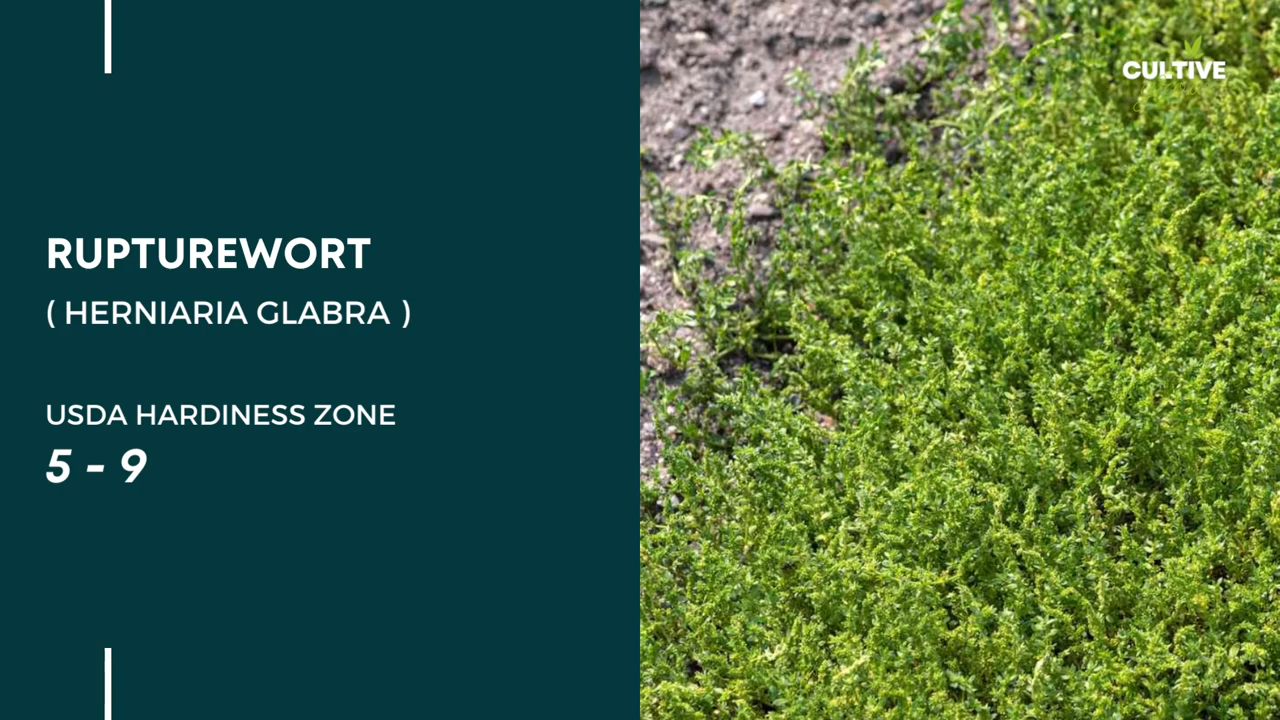 RUPTUREWORT
( HERNIARIA GLABRA )
USDA HARDINESS ZONE
5 - 9
CULTIVE